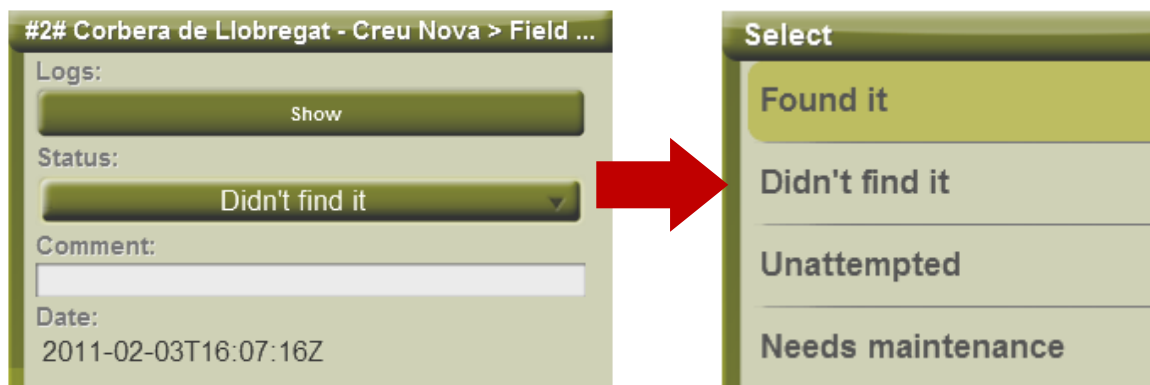 #2# Corbera de Llobregat - Creu Nova > Field ...
Logs:
Show
Status:
Didn't find it
Comment:
Date:
2011-02-03T16:07:16Z
Select
Found it
Didn't find it
Unattempted
Needs maintenance